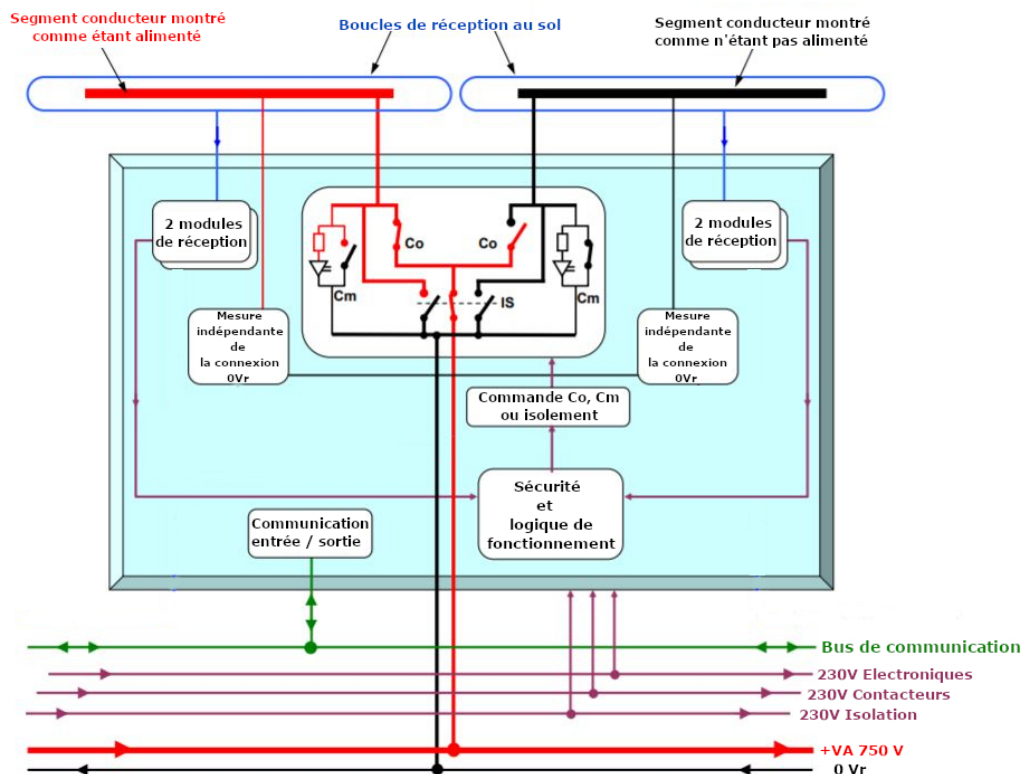 Segment conducteur montré
comme étant alimenté
Boucles de réception au sol
Segment conducteur montré
comme n'étant pas alimenté
2 modules
de réception
Co
Co
2 modules
de réception
Cm
IS
Cm
Mesure
indépendante
de
la connexion
0Vr
Mesure
indépendante
de
la connexion
0Vr
Commande Co, Cm
ou isolement
Sécurité
et
logique de
fonctionnement
Communication
entrée / sortie
Bus de communication
230V Electroniques
230V Contacteurs
230V Isolation
+VA 750 V
0 Vr